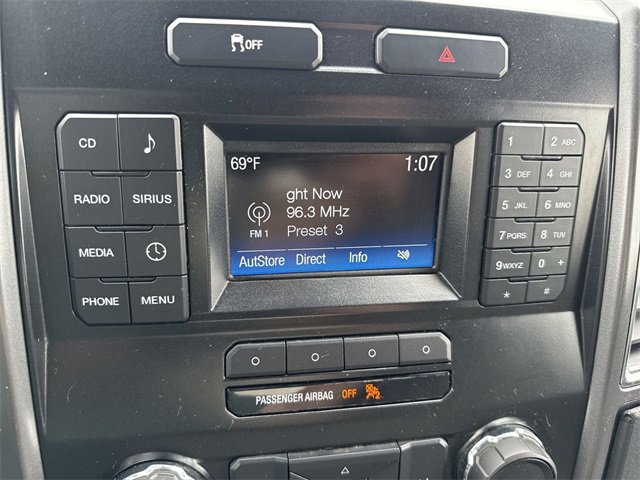 OFF
CD
RADIO SIRIUS
MEDIA
PHONE MENU
69°F 1:07
ght Now
96.3 MHz
FM 1 Preset 3
AutStore Direct Info
1 2 ABC
3 DEF 4 GHI
5 JKL 6 MNO
7 PQRS 8 TUV
9 WXYZ 0 +
* #
PASSENGER AIRBAG OFF